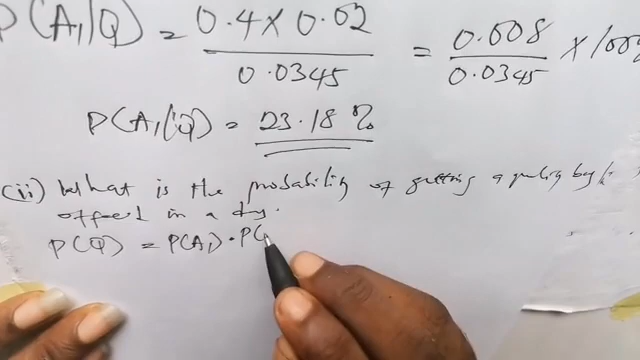 P(A₁/Q) = 0.4 × 0.02 / 0.0345 = 0.008 / 0.0345 × 100%
P(A₁/Q) = 23.18 %
(ii) What is the probability of getting a
in a day.
P(Q) = P(A₁) · P(